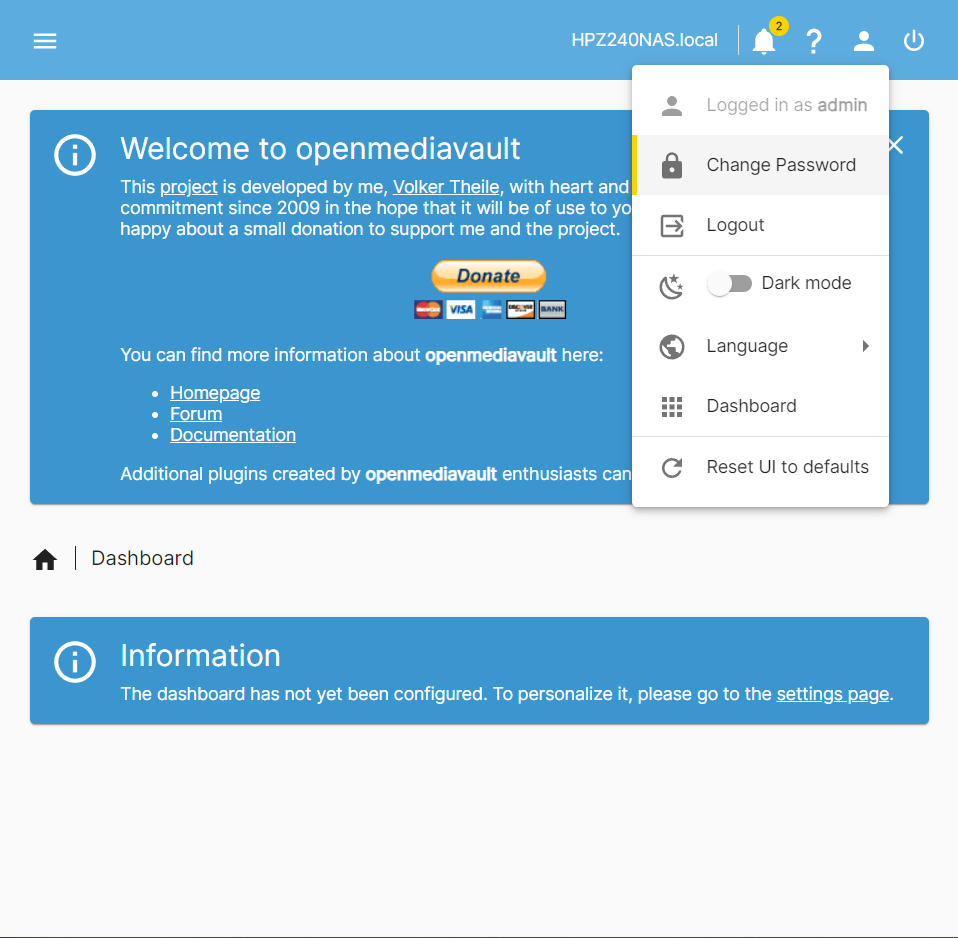 HPZ240NAS.local
2
Logged in as admin
Change Password
Logout
Dark mode
Language
Dashboard
Reset UI to defaults
Welcome to openmediavault
This project is developed by me, Volker Theile, with heart and
commitment since 2009 in the hope that it will be of use to yo
happy about a small donation to support me and the project.
Donate
VISA
BANK
You can find more information about openmediavault here:
Homepage
Forum
Documentation
Additional plugins created by openmediavault enthusiasts can
Dashboard
Information
The dashboard has not yet been configured. To personalize it, please go to the settings page.